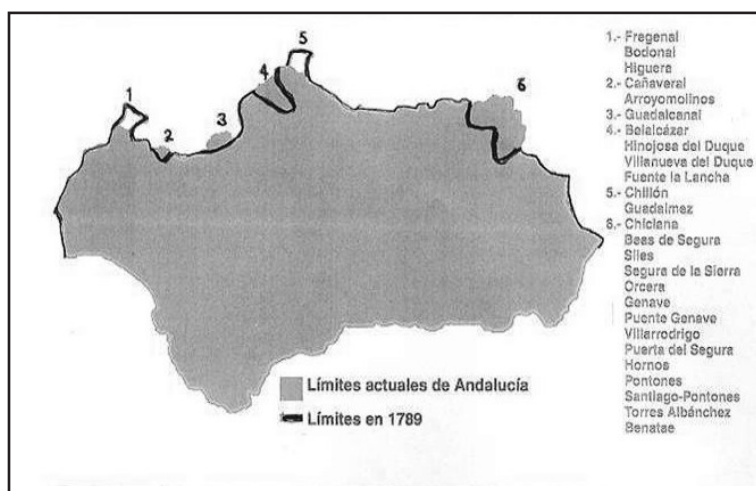 1
2
3
4
5
6
Límites actuales de Andalucía
Límites en 1789
1.- Fregenal
Bodonal
Higuera
2.- Cañaveral
Arroyomolinos
3.- Guadalcanal
4.- Belalcázar
Hinojosa del Duque
Villanueva del Duque
Fuente la Lancha
5.- Chillón
Guadalmez
6.- Chiclana
Beas de Segura
Siles
Segura de la Sierra
Orcera
Genave
Puente Genave
Villarrodrigo
Puerta del Segura
Hornos
Pontones
Santiago-Pontones
Torres Albánchez
Benatae